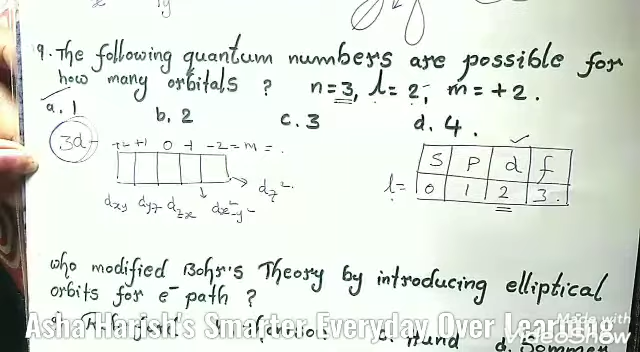 9. The following quantum numbers are possible for
how many orbitals ? n=3, l=2, m=+2.
a. 1 b. 2 c. 3 d. 4.
3d +2 +1 0 -1 -2 = m =.
S P d f
l= 0 1 2 3.
dxy dyz dzx dx²-y² dz².
who modified Bohr's Theory by introducing elliptical
orbits for e⁻ path ?
Made with
Asha Harish's Smarter Everyday Over Learning
VideoShow
Hund d.